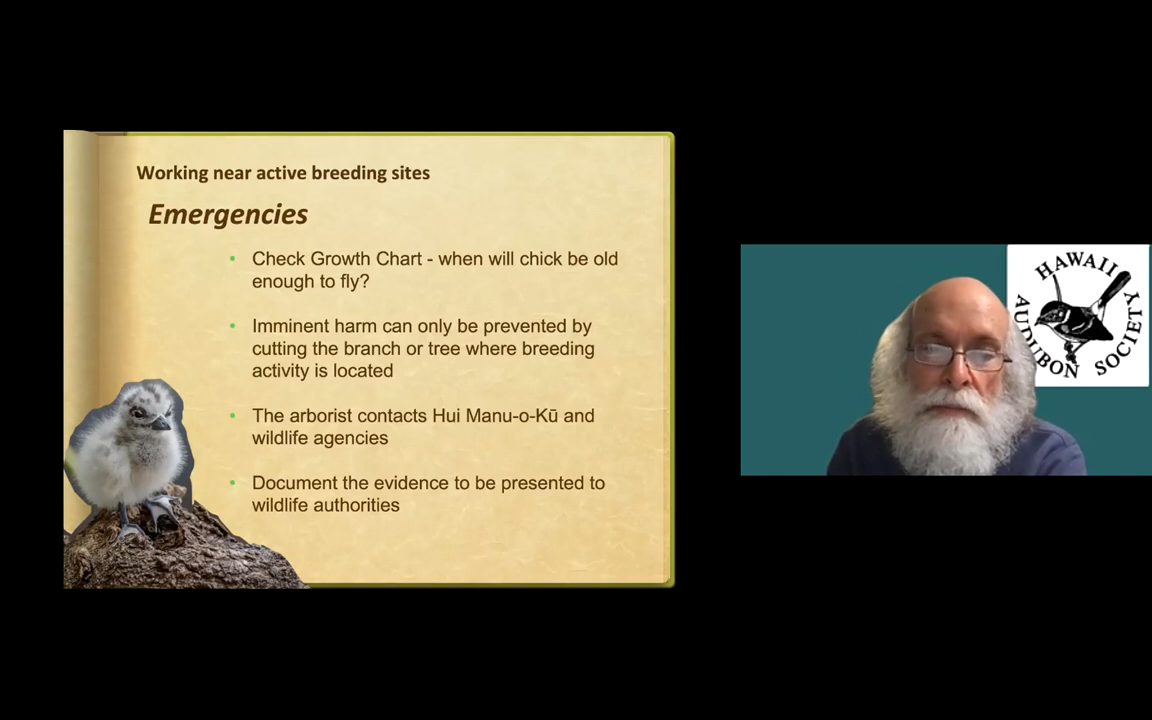 Working near active breeding sites
Emergencies
• Check Growth Chart - when will chick be old
enough to fly?
• Imminent harm can only be prevented by
cutting the branch or tree where breeding
activity is located
• The arborist contacts Hui Manu-o-Kū and
wildlife agencies
• Document the evidence to be presented to
wildlife authorities
HAWAII
AUDUBON SOCIETY